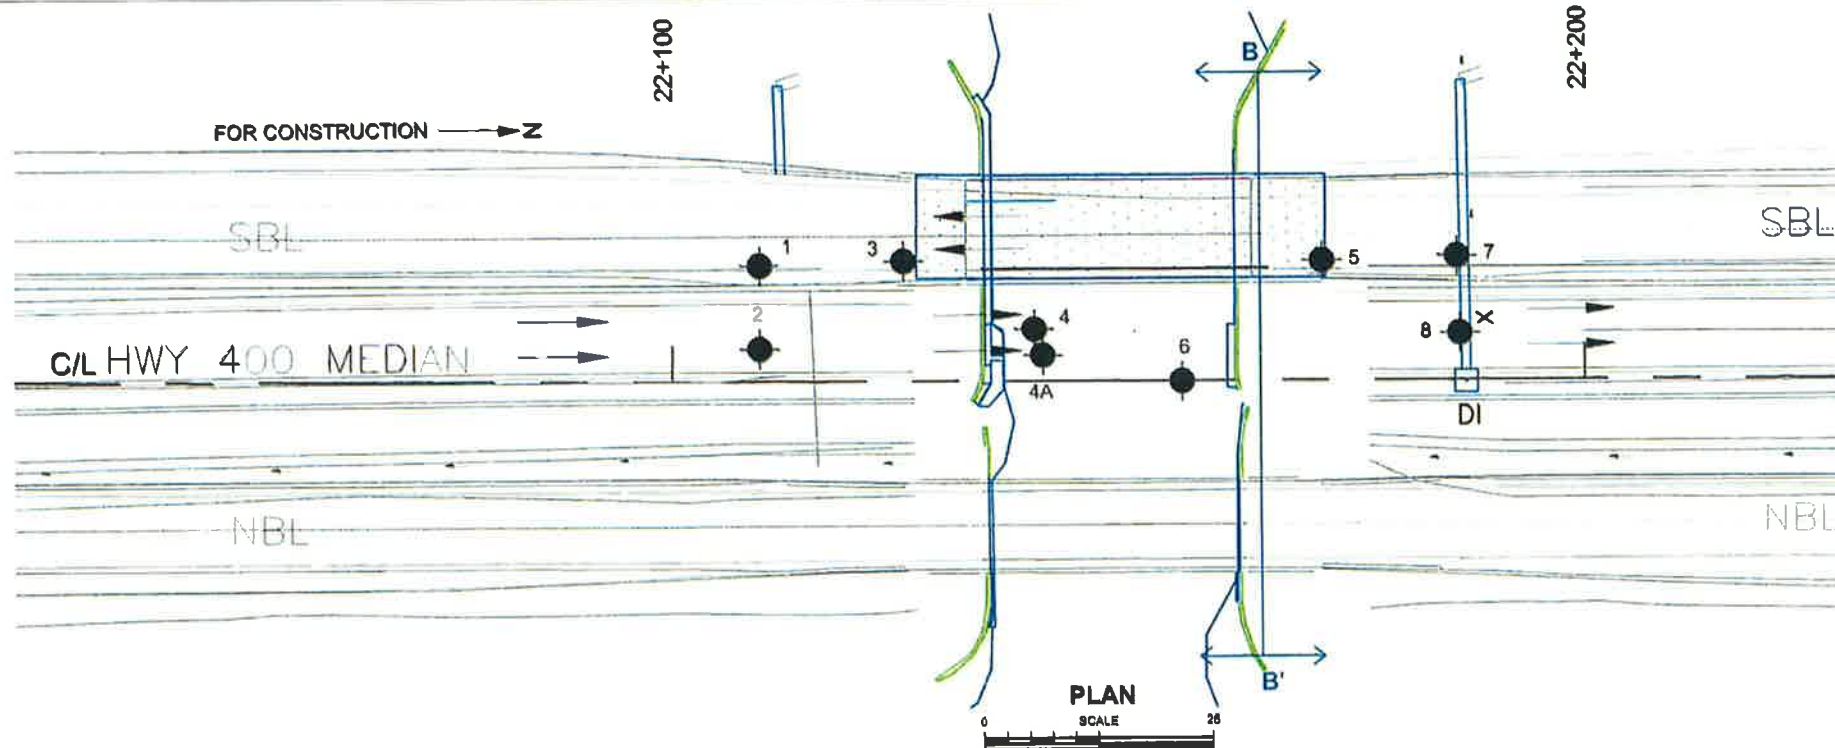 22+100
22+200
B
FOR CONSTRUCTION Z
SBL
SBL
1
3
5
7
2
4
8
X
C/L HWY 400 MEDIAN
6
4A
DI
NBL
NBL
B'
PLAN
SCALE
0